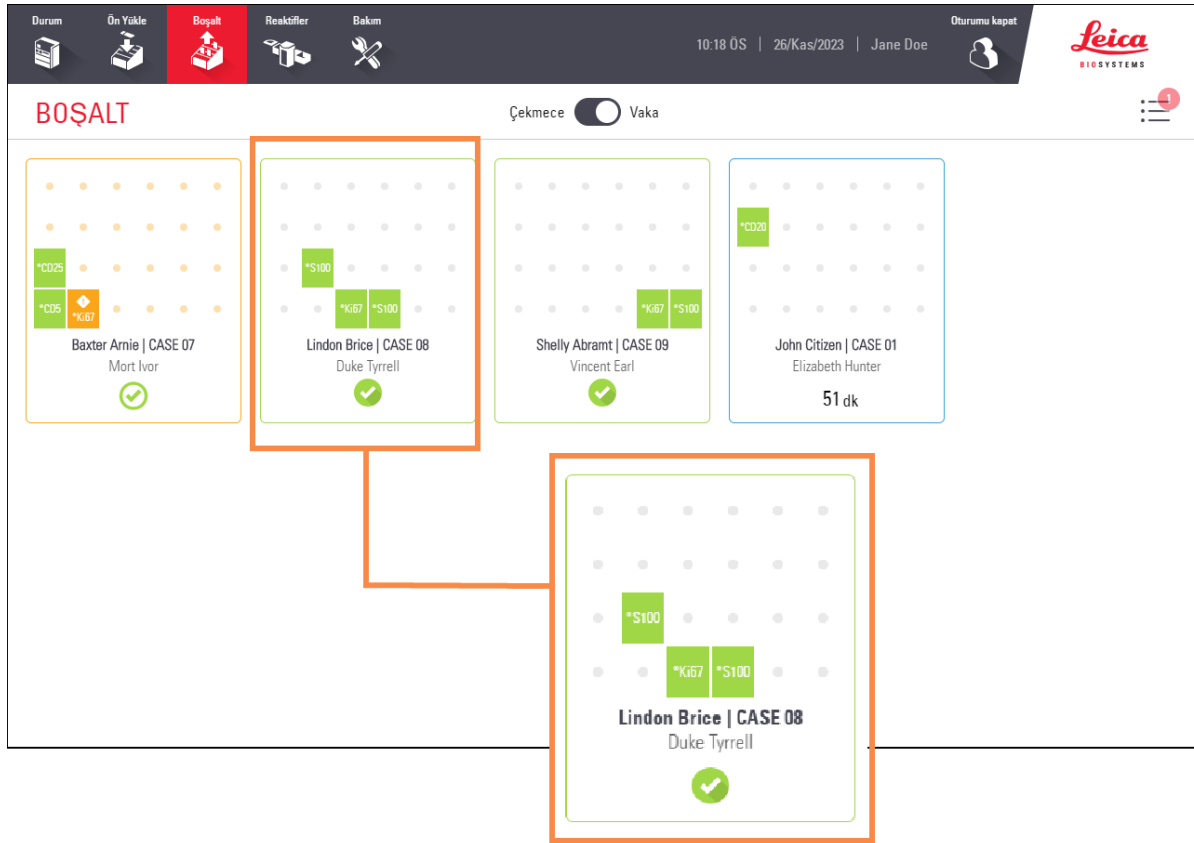 Durum Ön Yükle Boşalt Reaktifler Bakım Oturumu kapat
10:18 ÖS | 26/Kas/2023 | Jane Doe
Leica
BIOSYSTEMS
BOŞALT
Çekmece Vaka
1
*CD25
*CD5 *Ki67
Baxter Arnie | CASE 07
Mort Ivor
*S100
*Ki67 *S100
Lindon Brice | CASE 08
Duke Tyrrell
*Ki67 *S100
Shelly Abramt | CASE 09
Vincent Earl
*CD20
John Citizen | CASE 01
Elizabeth Hunter
51 dk
*S100
*Ki67 *S100
Lindon Brice | CASE 08
Duke Tyrrell